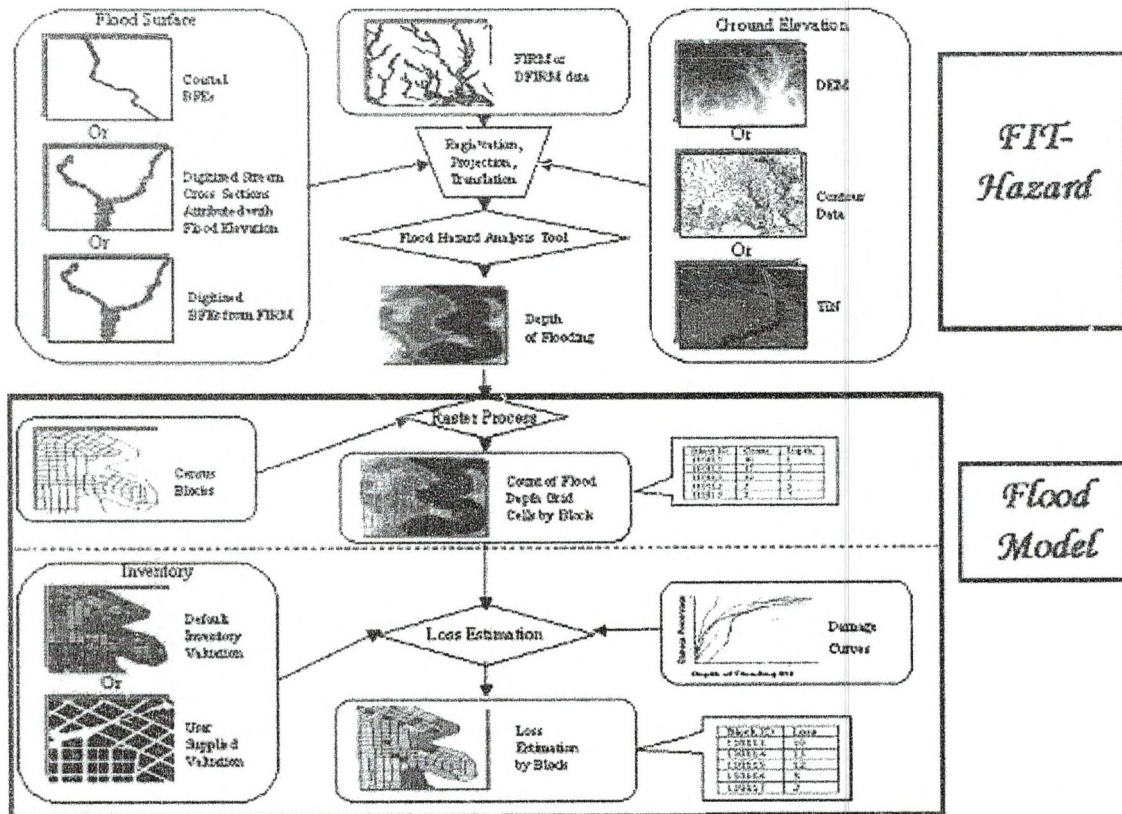 Flood Surface
Coastal
BFEs
Or
Digitized Stream
Cross Sections
Attributed with
Flood Elevation
Or
Digitized
BFEs from FIRM
FIRM or
DFIRM data
Registration,
Projection,
Translation
Flood Hazard Analysis Tool
Depth
of Flooding
Ground Elevation
DEM
Or
Contour
Data
Or
TIN
FIT-
Hazard
Raster Process
Census
Blocks
Count of Flood
Depth Grid
Cells by Block
Depth
Flood
Model
Inventory
Default
Inventory
Valuation
Or
User
Supplied
Valuation
Loss Estimation
Damage
Curves
Depth of Flooding
Loss
Estimation
by Block
Block ID Loss